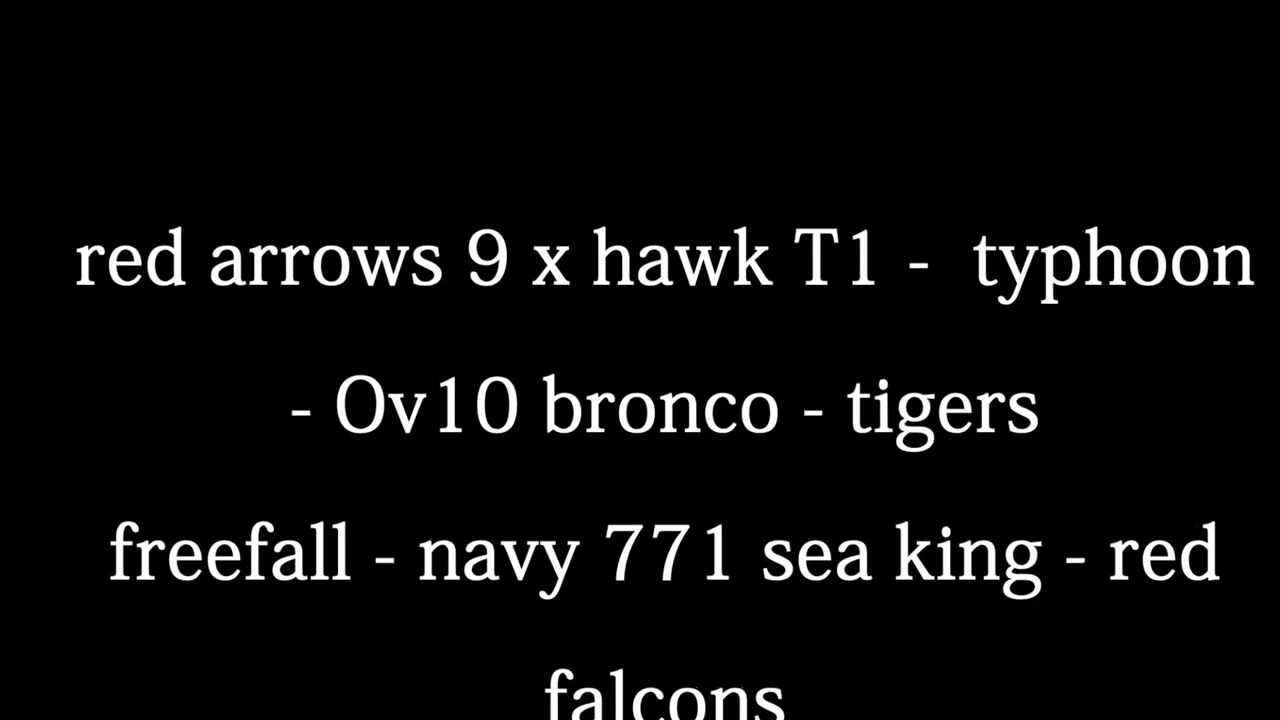 red arrows 9 x hawk T1 -  typhoon
- Ov10 bronco - tigers
freefall - navy 771 sea king - red
falcons